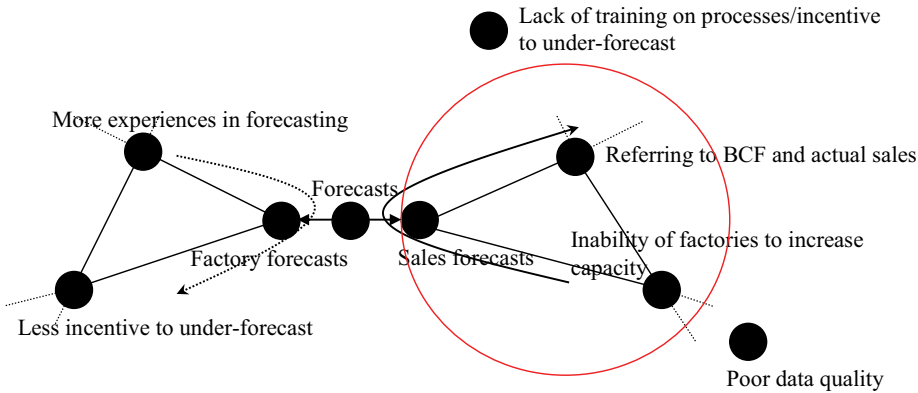 Lack of training on processes/incentive
to under-forecast
More experiences in forecasting
Referring to BCF and actual sales
Forecasts
Factory forecasts
Sales forecasts
Inability of factories to increase
capacity
Less incentive to under-forecast
Poor data quality